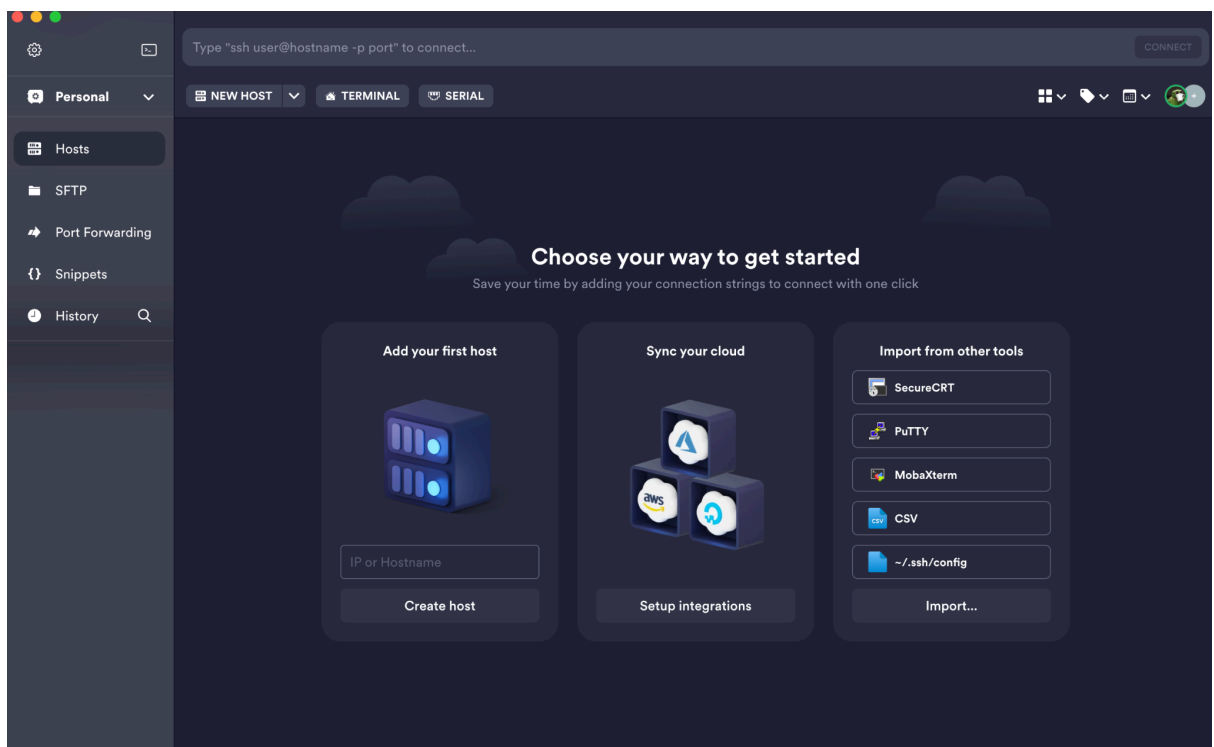 Type "ssh user@hostname -p port" to connect...
CONNECT
Personal
NEW HOST
TERMINAL
SERIAL
Hosts
SFTP
Port Forwarding
{} Snippets
History
Choose your way to get started
Save your time by adding your connection strings to connect with one click
Add your first host
IP or Hostname
Create host
Sync your cloud
aws
Setup integrations
Import from other tools
SecureCRT
PuTTY
MobaXterm
CSV CSV
~/.ssh/config
Import...